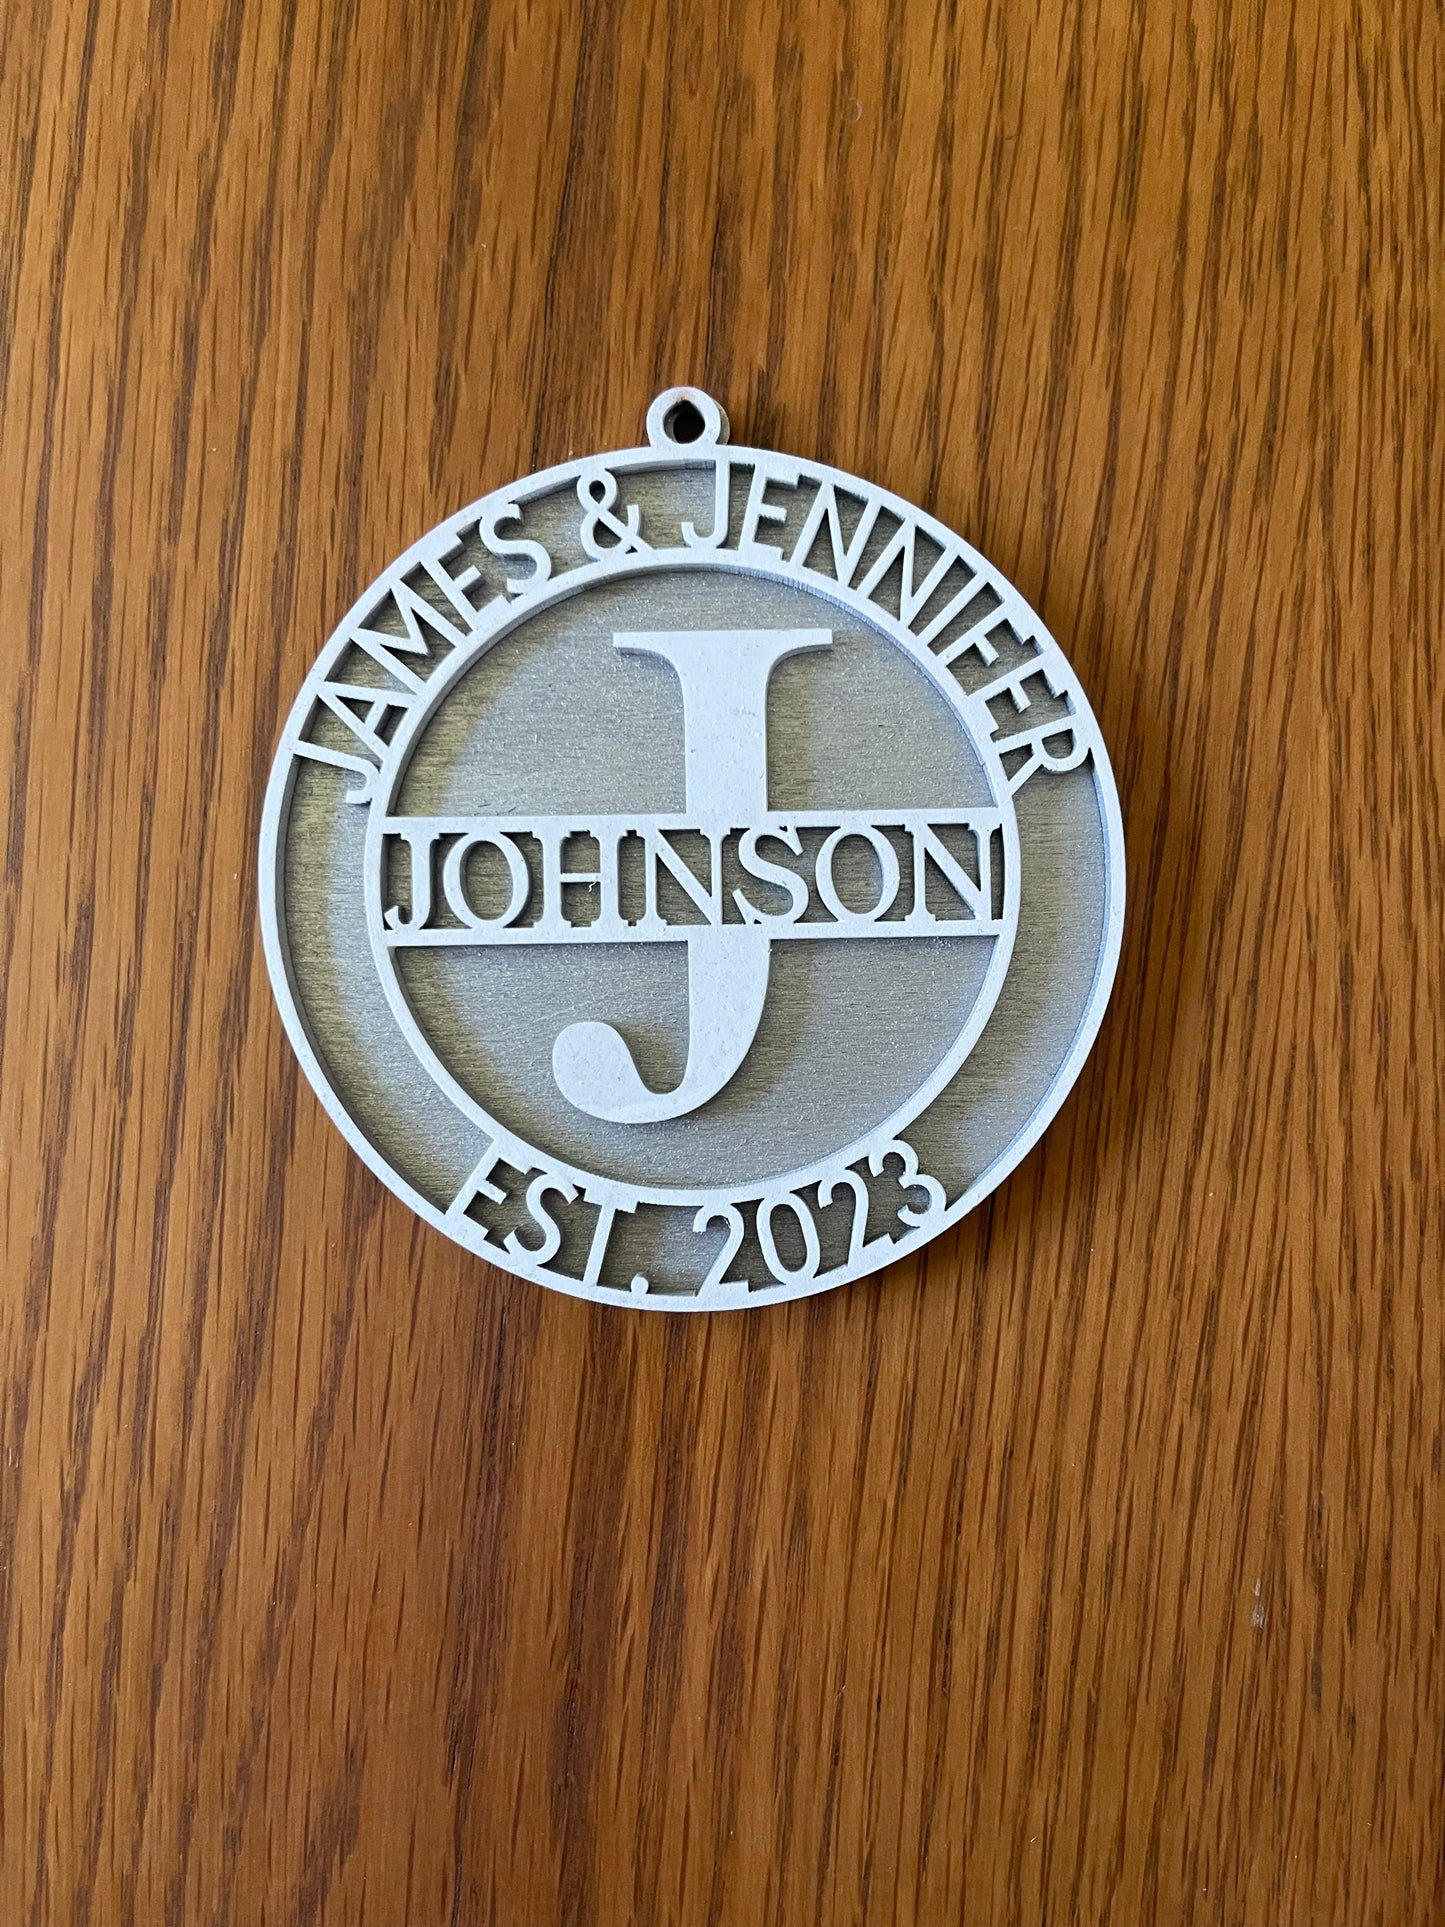 JAMES & JENNIFER
J
JOHNSON
EST. 2023